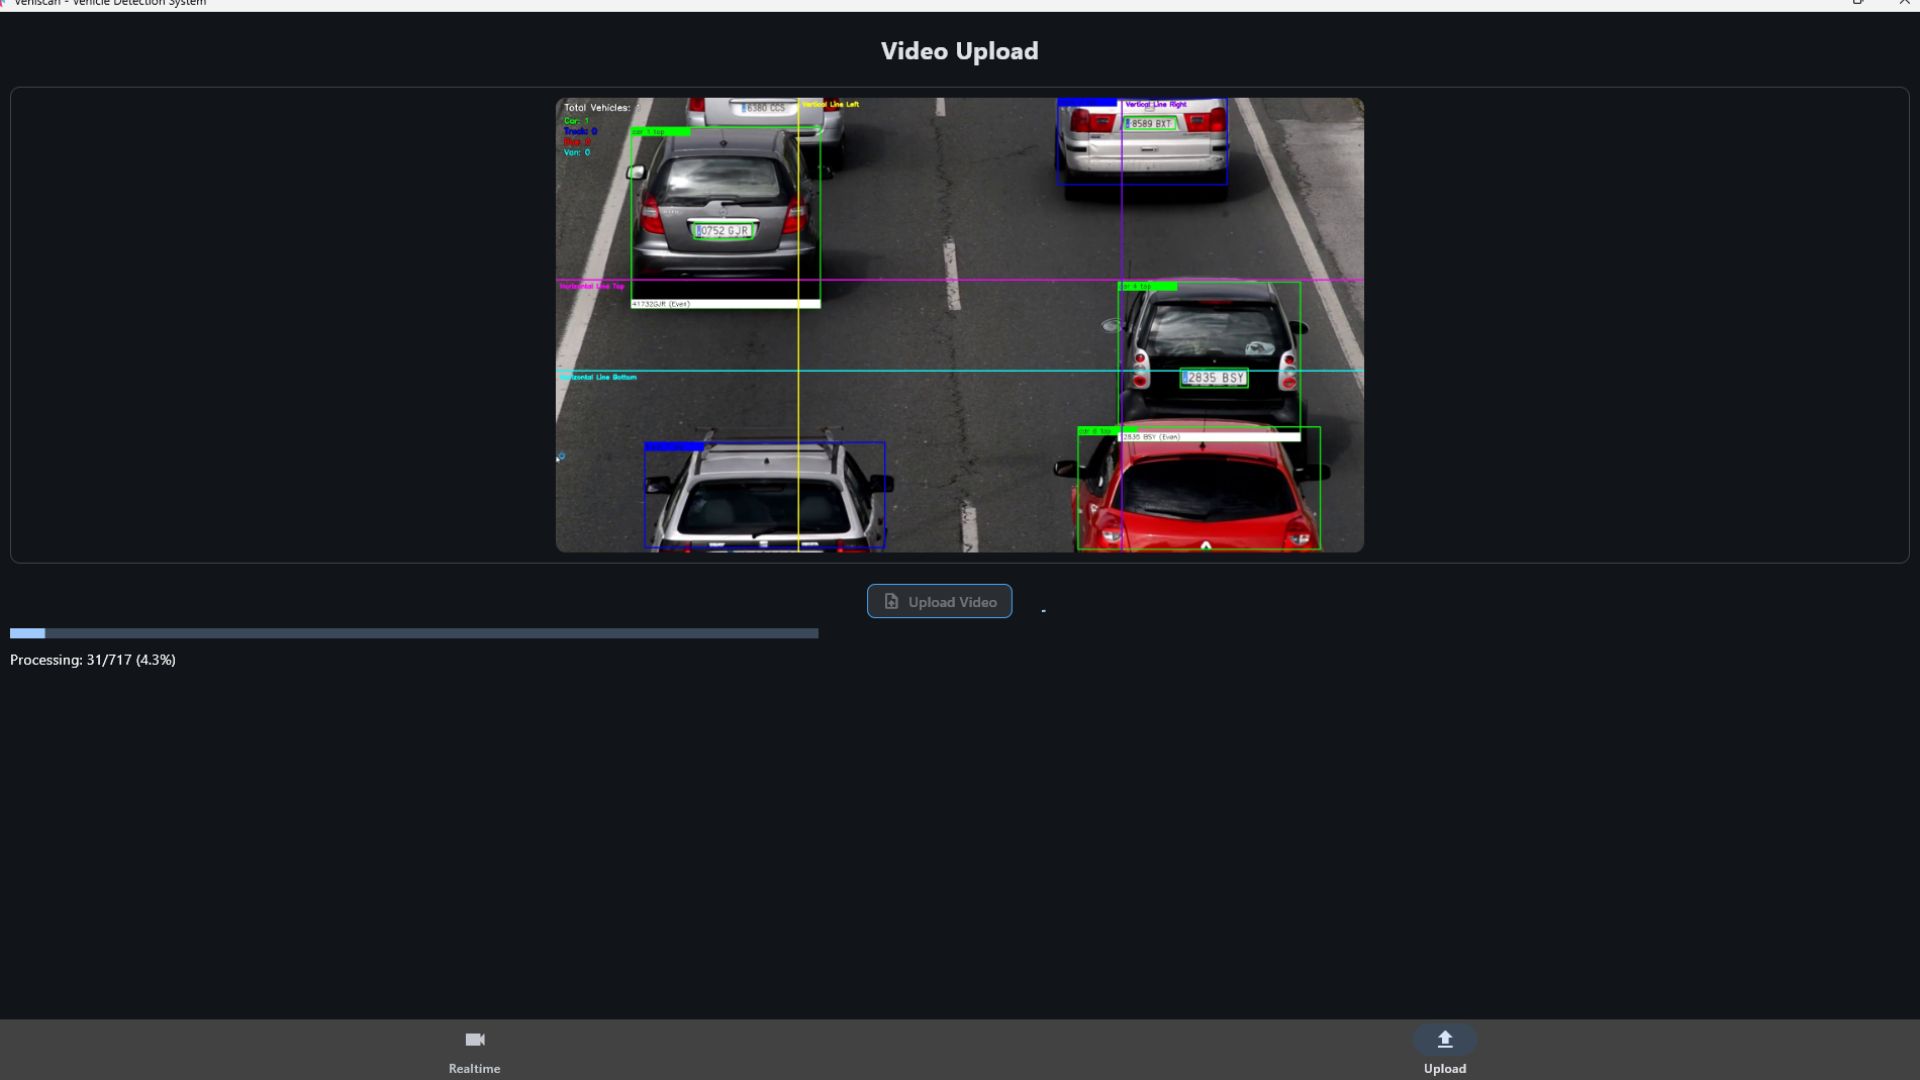 Vehiscan - Vehicle Detection System
Video Upload
Total Vehicles:
Car: 1
Truck: 0
Van: 0
6380 CCS
Vertical Line Left
Vertical Line Right
8589 BXT
car 1 top
0752 GJR
Horizontal Line Top
41732GJR (Even)
car 4 top
Horizontal Line Bottom
2835 BSY
car 6 top
2835 BSY (Even)
Upload Video
Processing: 31/717 (4.3%)
Realtime
Upload